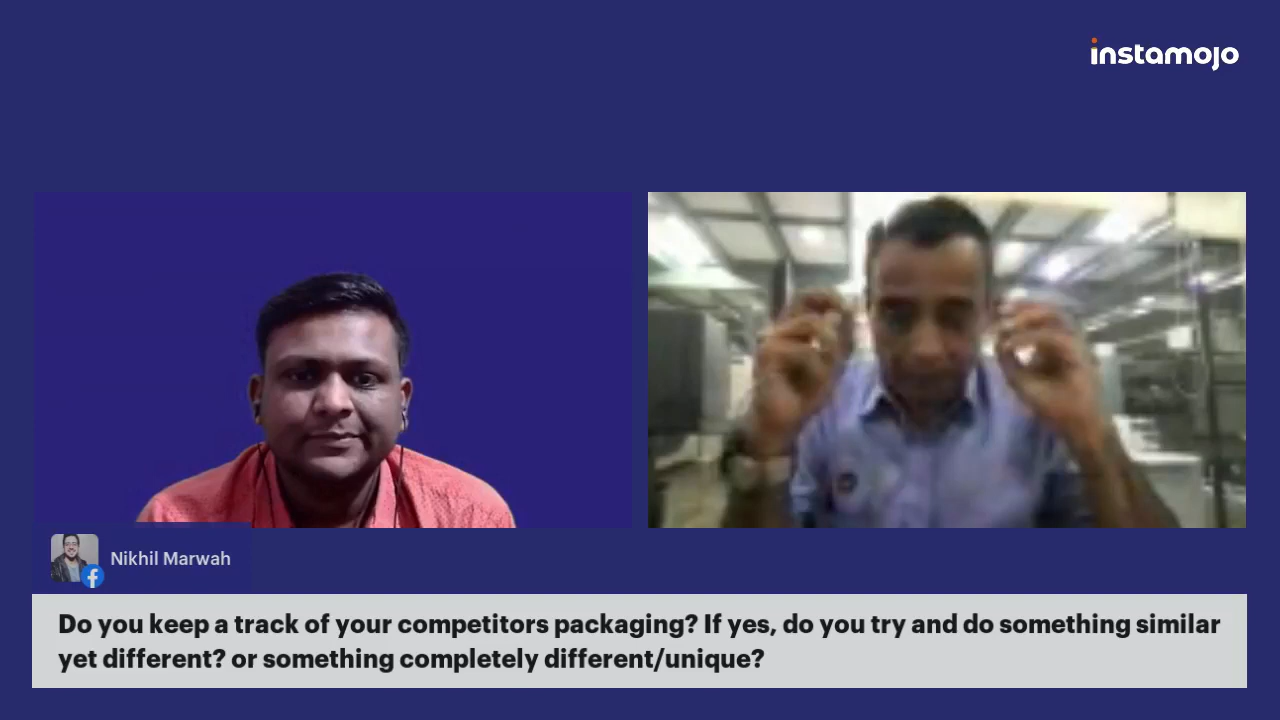 instamojo
Nikhil Marwah
Do you keep a track of your competitors packaging? If yes, do you try and do something similar
yet different? or something completely different/unique?